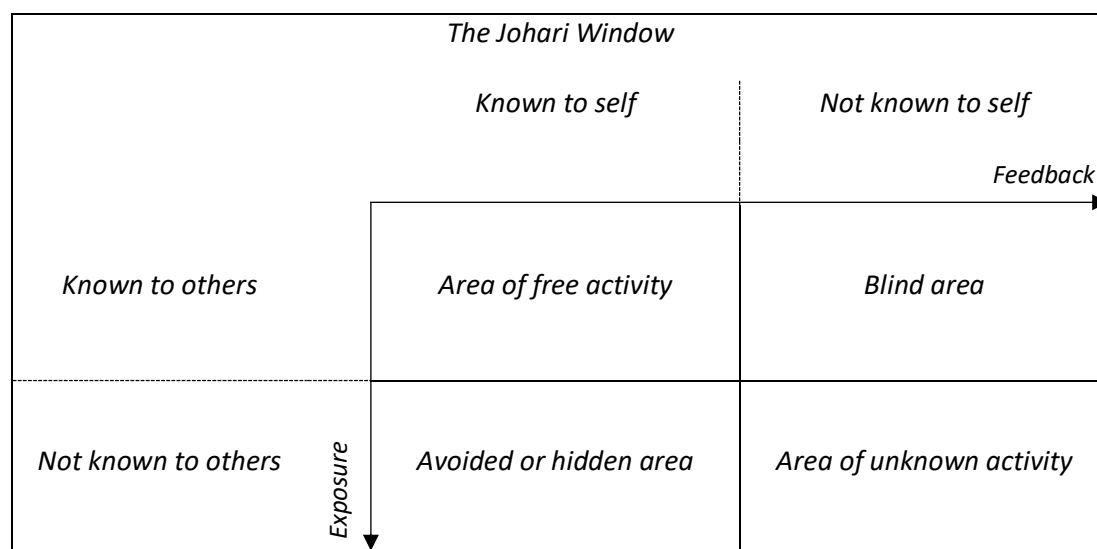 The Johari Window
Known to self
Not known to self
Feedback
Known to others
Area of free activity
Blind area
Not known to others
Exposure
Avoided or hidden area
Area of unknown activity